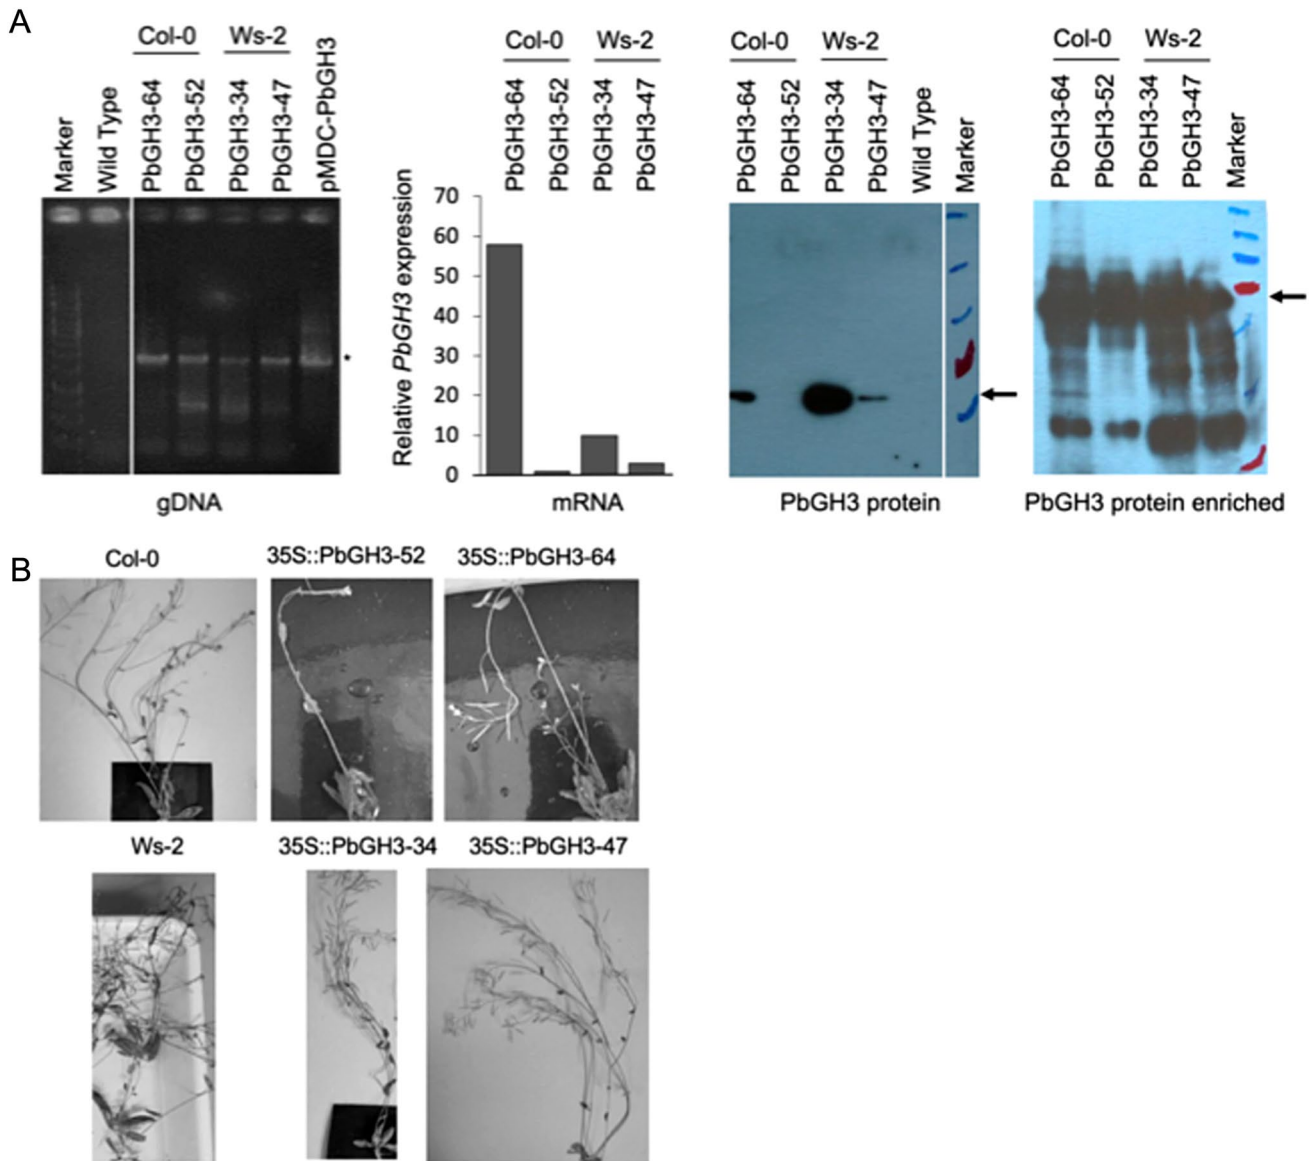 A
Col-0 Ws-2
Marker
Wild Type
PbGH3-64
PbGH3-52
PbGH3-34
PbGH3-47
pMDC-PbGH3
*
gDNA
Col-0 Ws-2
PbGH3-64
PbGH3-52
PbGH3-34
PbGH3-47
Relative PbGH3 expression
70
60
50
40
30
20
10
0
mRNA
Col-0 Ws-2
PbGH3-64
PbGH3-52
PbGH3-34
PbGH3-47
Wild Type
Marker
PbGH3 protein
Col-0 Ws-2
PbGH3-64
PbGH3-52
PbGH3-34
PbGH3-47
Marker
PbGH3 protein enriched
B
Col-0 35S::PbGH3-52 35S::PbGH3-64
Ws-2 35S::PbGH3-34 35S::PbGH3-47